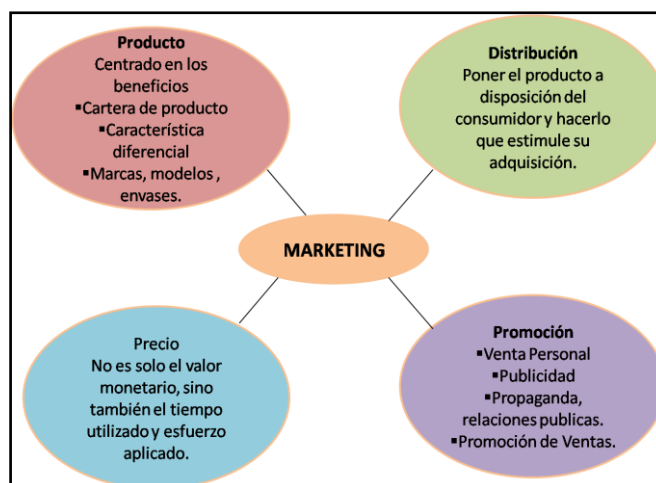 Producto
Centrado en los
beneficios
▪Cartera de producto
▪Característica
diferencial
▪Marcas, modelos ,
envases.
Distribución
Poner el producto a
disposición del
consumidor y hacerlo
que estimule su
adquisición.
MARKETING
Precio
No es solo el valor
monetario, sino
también el tiempo
utilizado y esfuerzo
aplicado.
Promoción
▪Venta Personal
▪Publicidad
▪Propaganda,
relaciones publicas.
▪Promoción de Ventas.